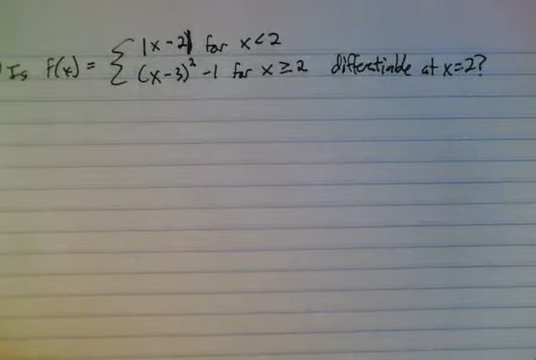 |x-2| for x<2
Is f(x) = { (x-3)² -1 for x≥2 differentiable at x=2?